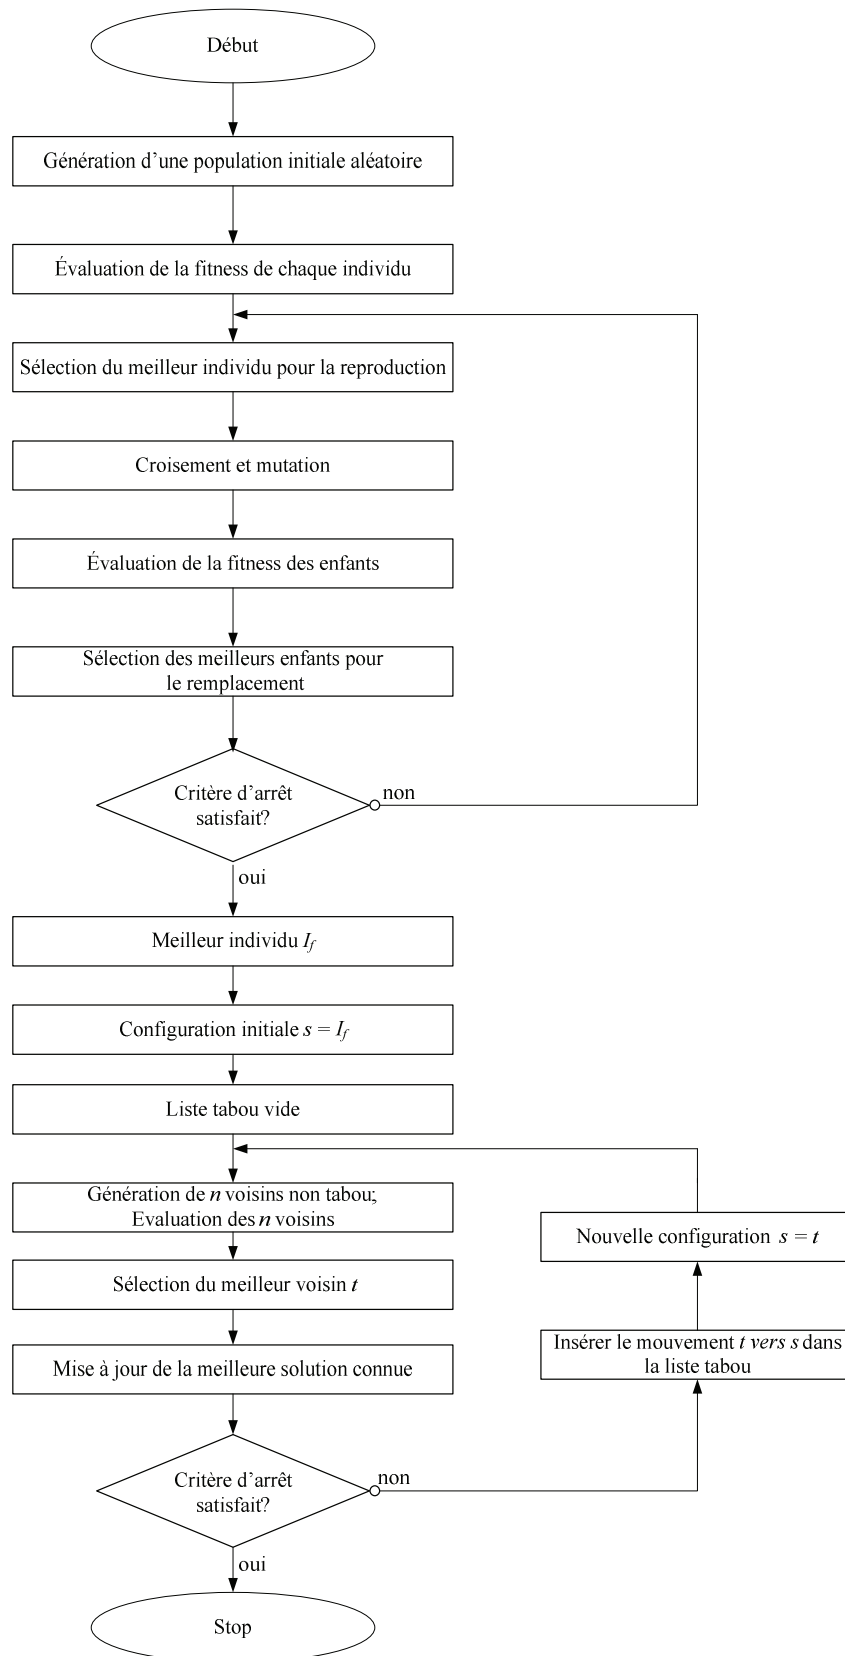 Début
Génération d'une population initiale aléatoire
Évaluation de la fitness de chaque individu
Sélection du meilleur individu pour la reproduction
Croisement et mutation
Évaluation de la fitness des enfants
Sélection des meilleurs enfants pour
le remplacement
Critère d'arrêt
satisfait?
non
oui
Meilleur individu If
Configuration initiale s = If
Liste tabou vide
Génération de n voisins non tabou;
Evaluation des n voisins
Sélection du meilleur voisin t
Mise à jour de la meilleure solution connue
Nouvelle configuration s = t
Insérer le mouvement t vers s dans
la liste tabou
Critère d'arrêt
satisfait?
non
oui
Stop